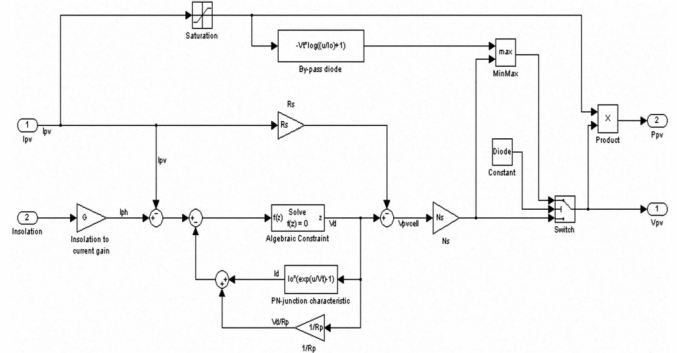 Saturation
-Vt*log((u/Io)+1)
By-pass diode
max
MinMax
Rs
Rs
1
Ipv
Ipv
Ipv
X
Product
2
Ppv
Diode
Constant
2
Insolation
G
Insolation to
current gain
Iph
f(z)
Solve
f(z) = 0
z
Algebraic Constraint
Vd
Vpvcell
Ns
Ns
Switch
1
Vpv
Id
Io*(exp(u/Vt)-1)
PN-junction characteristic
Vd/Rp
1/Rp
1/Rp